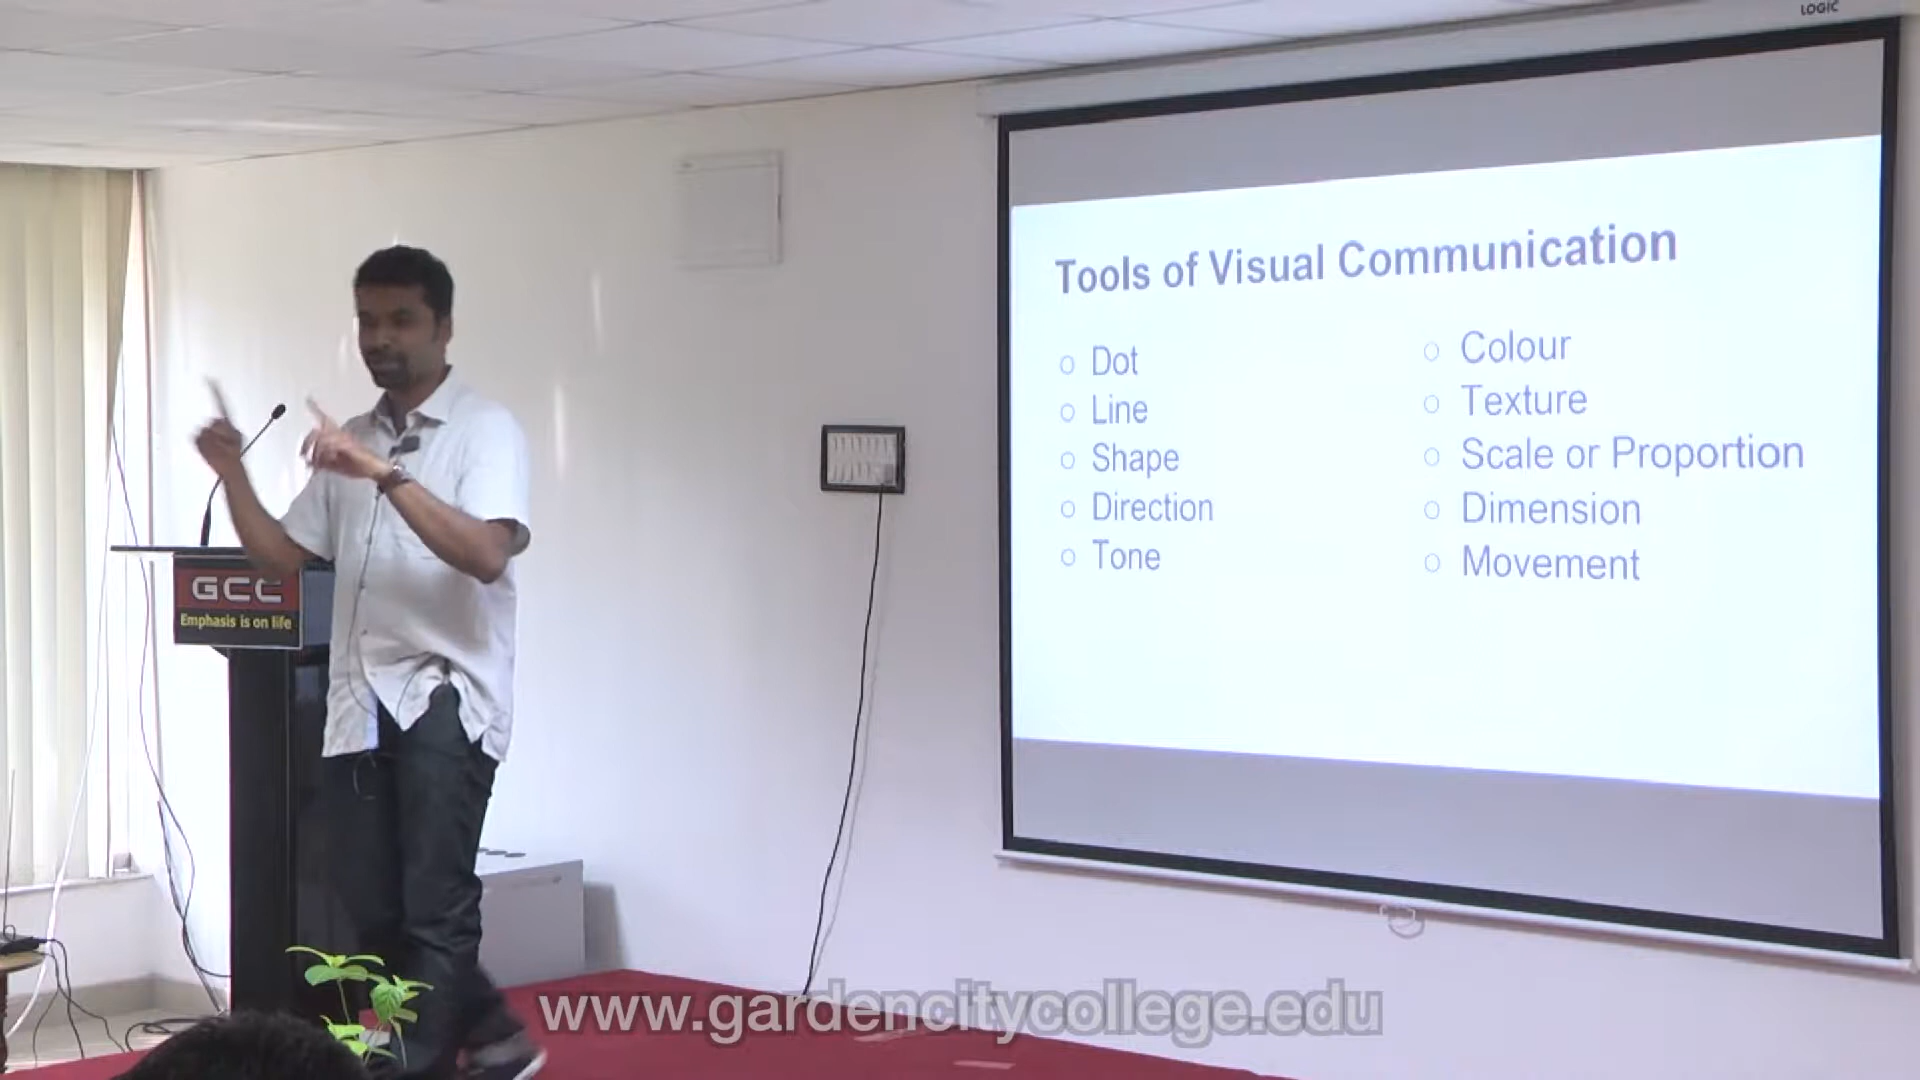 LOGIC
Tools of Visual Communication
o Dot
o Line
o Shape
o Direction
o Tone
o Colour
o Texture
o Scale or Proportion
o Dimension
o Movement
GCC
Emphasis is on life
www.gardencitycollege.edu